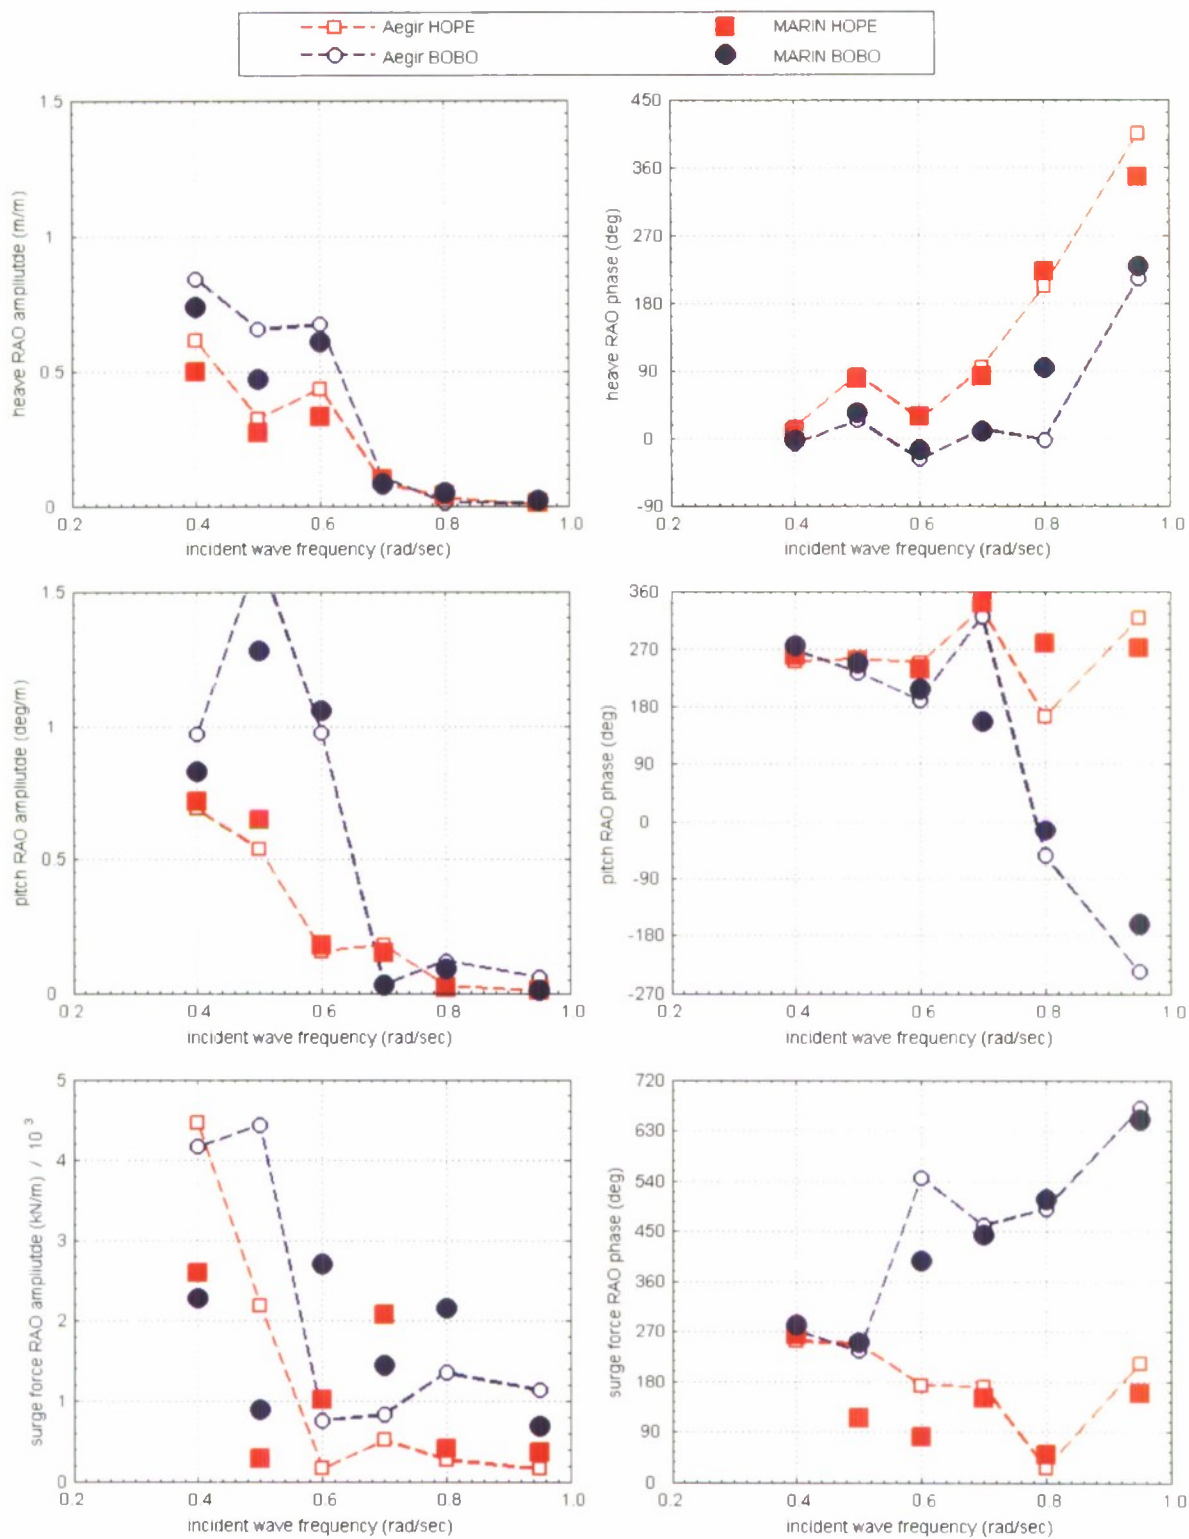 Aegir HOPE MARIN HOPE
Aegir BOBO MARIN BOBO
1.5
1
0.5
0
heave RAO ampliutde (m/m)
0.2 0.4 0.6 0.8 1.0
incident wave frequency (rad/sec)
450
360
270
180
90
0
-90
heave RAO phase (deg)
0.2 0.4 0.6 0.8 1.0
incident wave frequency (rad/sec)
1.5
1
0.5
0
pitch RAO ampliutde (deg/m)
0.2 0.4 0.6 0.8 1.0
incident wave frequency (rad/sec)
360
270
180
90
0
-90
-180
-270
pitch RAO phase (deg)
0.2 0.4 0.6 0.8 1.0
incident wave frequency (rad/sec)
5
4
3
2
1
0
surge force RAO ampliutde (kN/m) / 10 3
0.2 0.4 0.6 0.8 1.0
incident wave frequency (rad/sec)
720
630
540
450
360
270
180
90
0
surge force RAO phase (deg)
0.2 0.4 0.6 0.8 1.0
incident wave frequency (rad/sec)